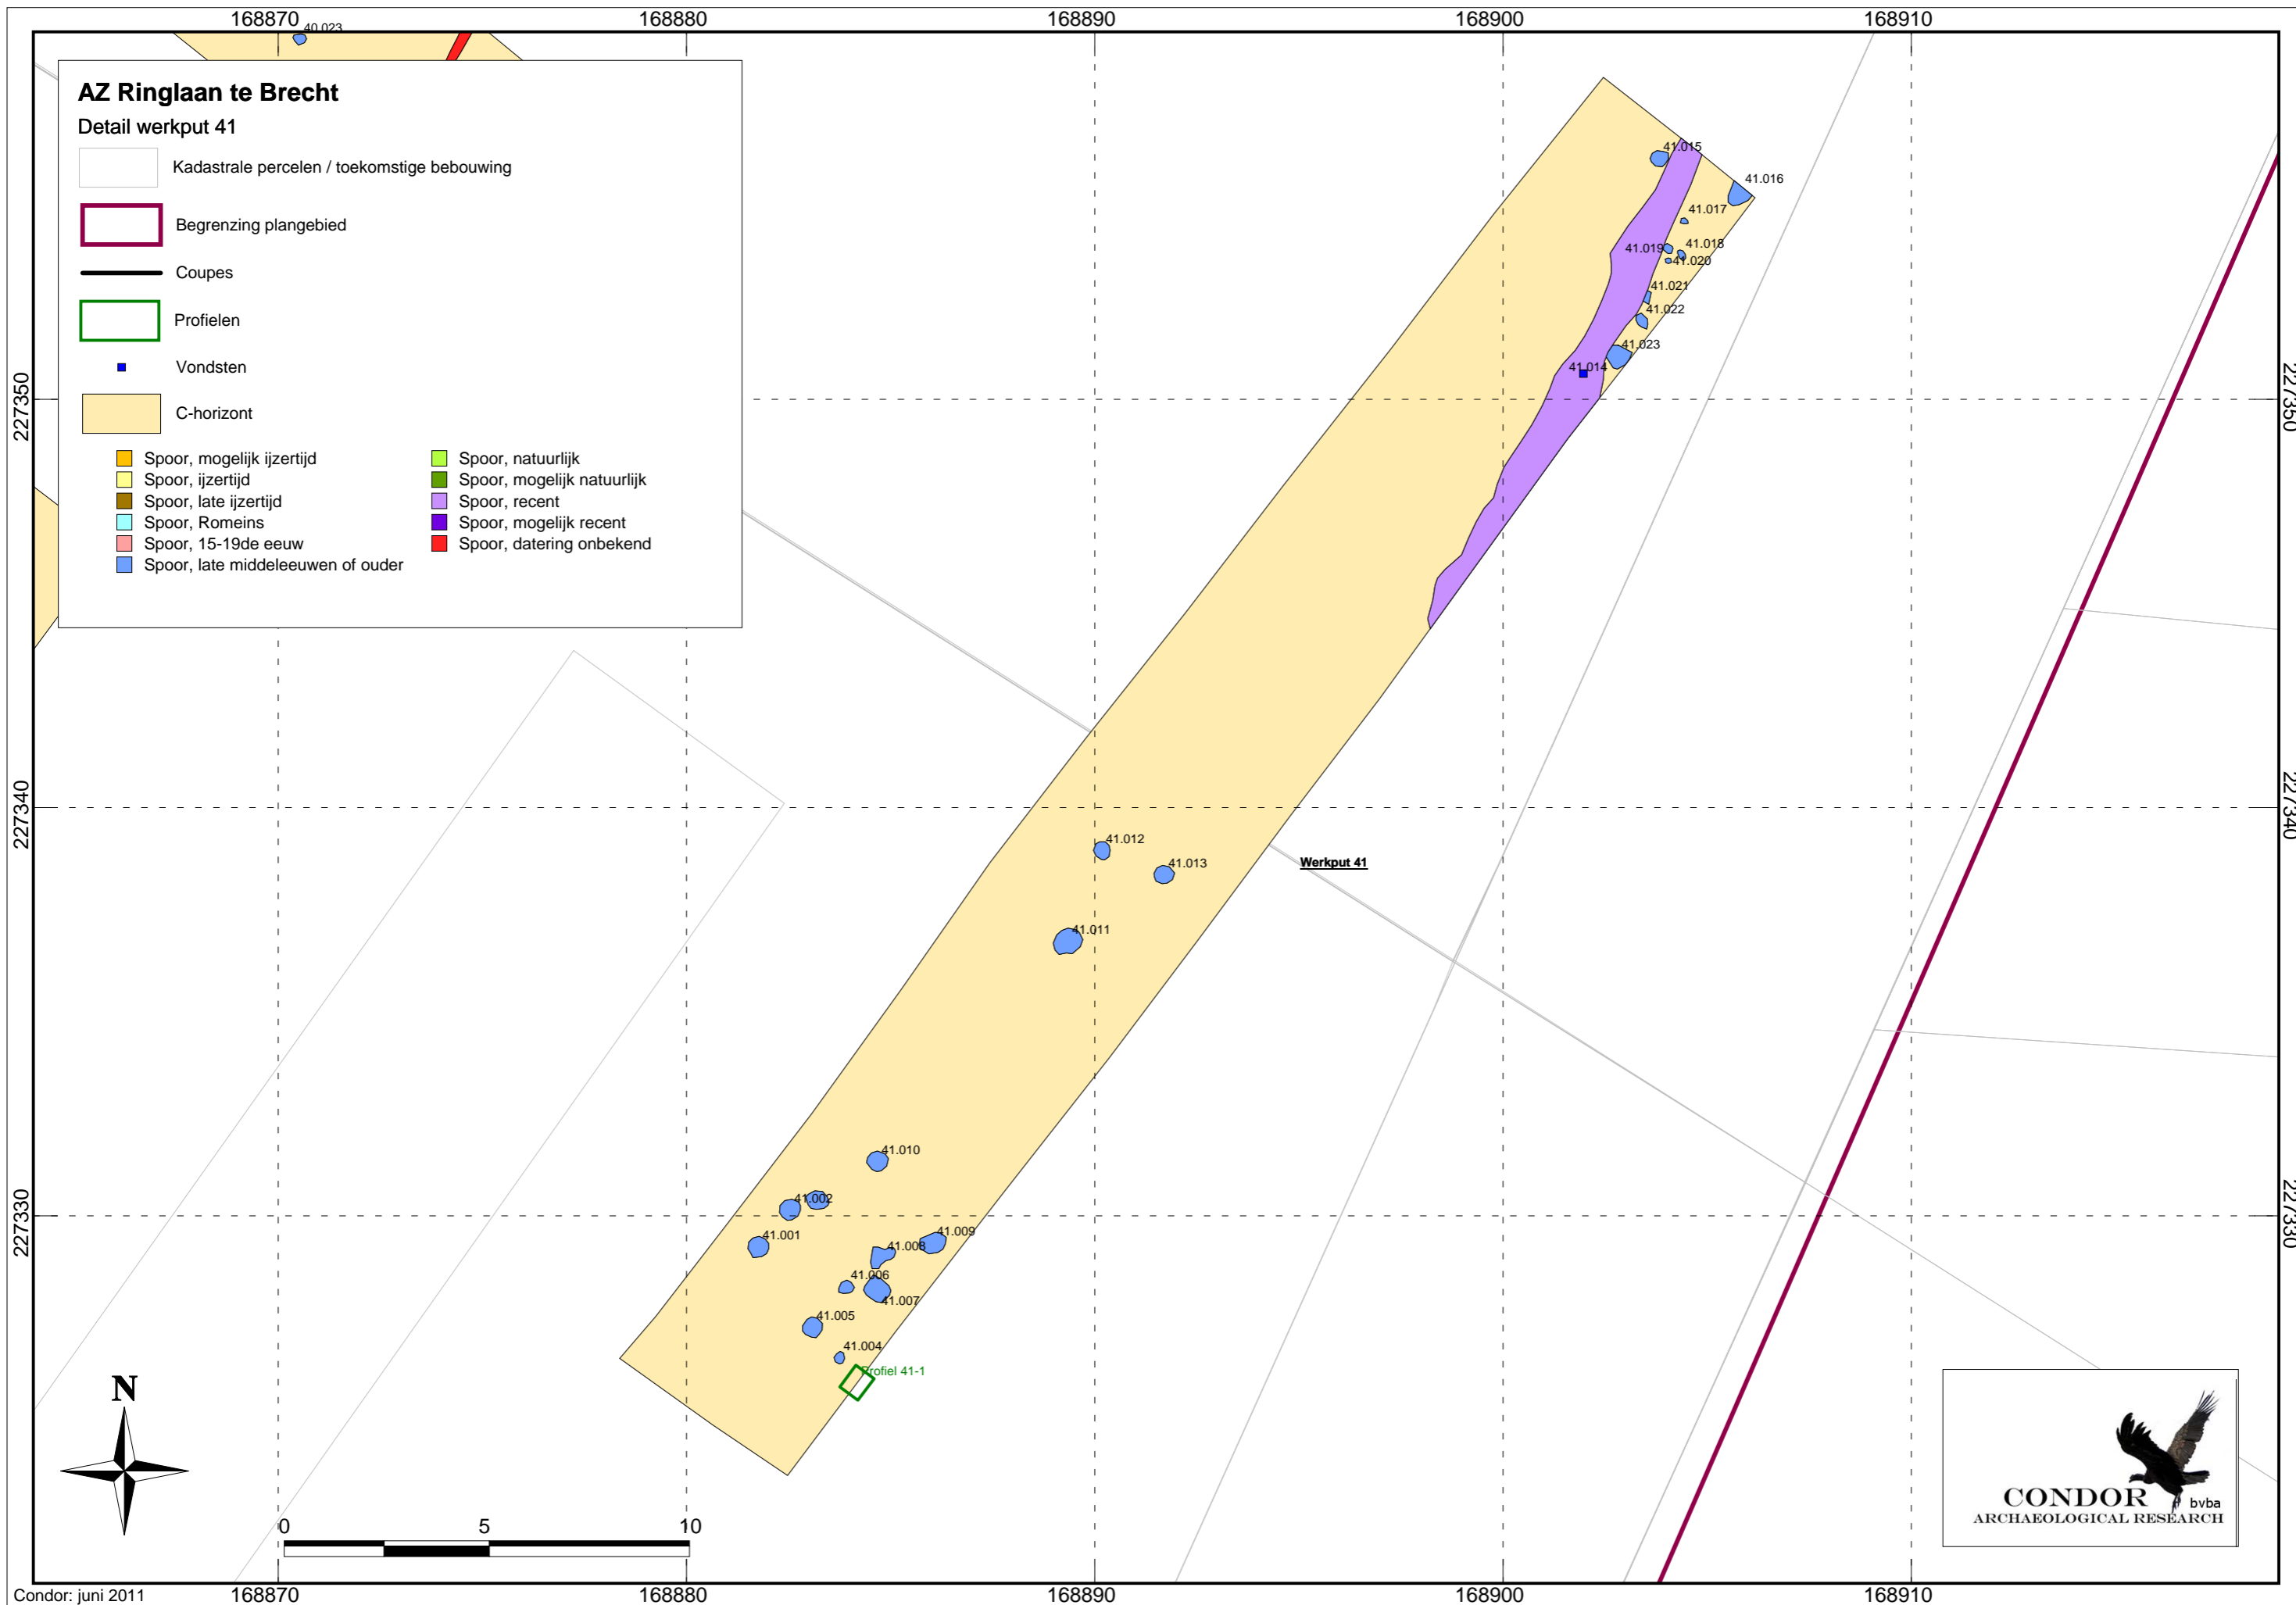 168870 168880 168890 168900 168910
40.023
AZ Ringlaan te Brecht
Detail werkput 41
Kadastrale percelen / toekomstige bebouwing
Begrenzing plangebied
Coupes
Profielen
Vondsten
C-horizont
Spoor, mogelijk ijzertijd
Spoor, ijzertijd
Spoor, late ijzertijd
Spoor, Romeins
Spoor, 15-19de eeuw
Spoor, late middeleeuwen of ouder
Spoor, natuurlijk
Spoor, mogelijk natuurlijk
Spoor, recent
Spoor, mogelijk recent
Spoor, datering onbekend
41.015
41.016
41.017
41.018
41.019
41.020
41.021
41.022
41.023
41.014
227350
227350
227340
227340
41.012
41.013
Werkput 41
41.011
41.010
41.002
227330
227330
41.001
41.009
41.008
41.006
41.007
41.005
41.004
Profiel 41-1
N
0 5 10
CONDOR bvba
ARCHAEOLOGICAL RESEARCH
Condor: juni 2011
168870 168880 168890 168900 168910